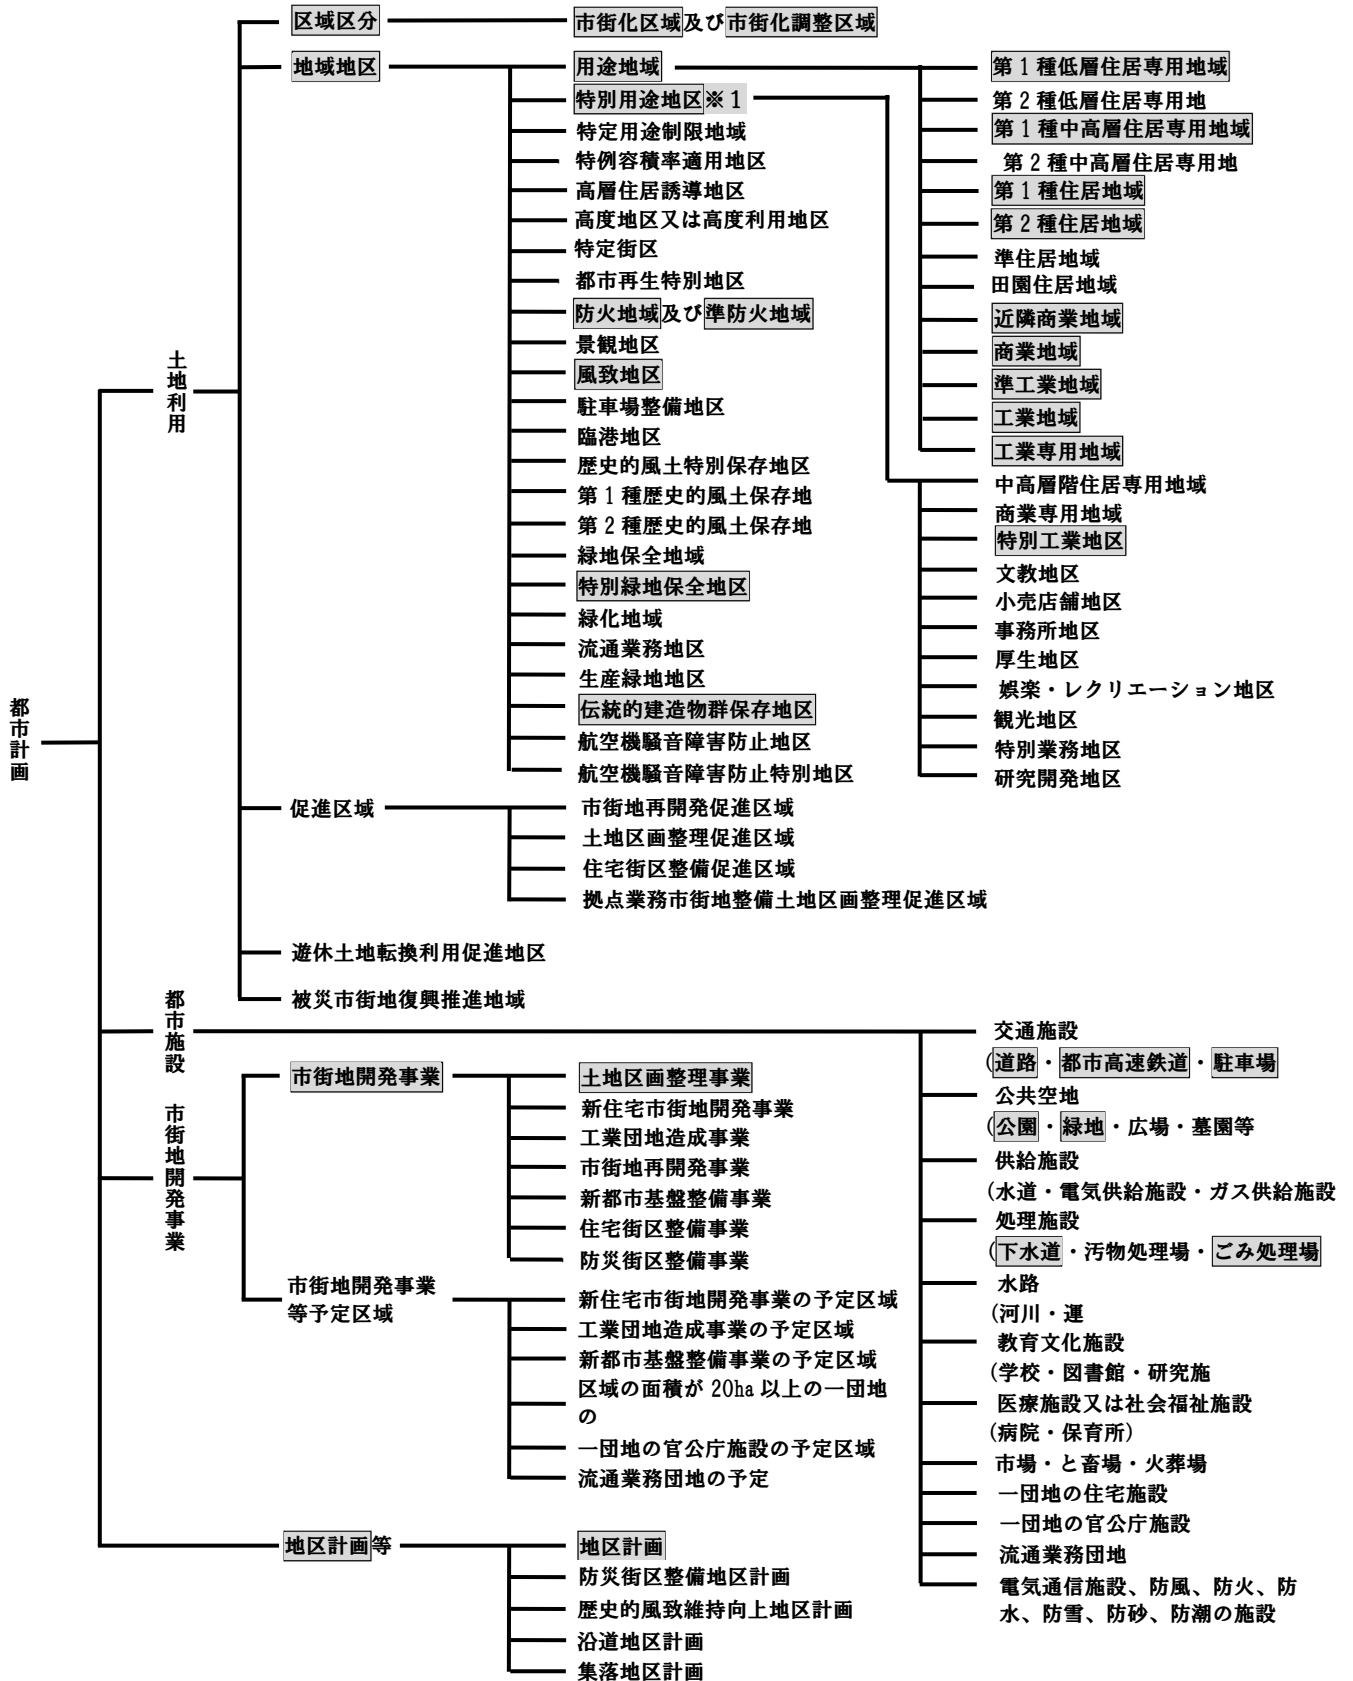 都市計画
土地利用
区域区分
市街化区域及び市街化調整区域
地域地区
用途地域
第１種低層住居専用地域
第２種低層住居専用地
第１種中高層住居専用地域
第２種中高層住居専用地
第１種住居地域
第２種住居地域
準住居地域
田園住居地域
近隣商業地域
商業地域
準工業地域
工業地域
工業専用地域
特別用途地区※１
中高層階住居専用地域
商業専用地域
特別工業地区
文教地区
小売店舗地区
事務所地区
厚生地区
娯楽・レクリエーション地区
観光地区
特別業務地区
研究開発地区
特定用途制限地域
特例容積率適用地区
高層住居誘導地区
高度地区又は高度利用地区
特定街区
都市再生特別地区
防火地域及び準防火地域
景観地区
風致地区
駐車場整備地区
臨港地区
歴史的風土特別保存地区
第１種歴史的風土保存地
第２種歴史的風土保存地
緑地保全地域
特別緑地保全地区
緑化地域
流通業務地区
生産緑地地区
伝統的建造物群保存地区
航空機騒音障害防止地区
航空機騒音障害防止特別地区
促進区域
市街地再開発促進区域
土地区画整理促進区域
住宅街区整備促進区域
拠点業務市街地整備土地区画整理促進区域
遊休土地転換利用促進地区
被災市街地復興推進地域
都市施設
交通施設
(道路・都市高速鉄道・駐車場
公共空地
(公園・緑地・広場・墓園等
供給施設
(水道・電気供給施設・ガス供給施設
処理施設
(下水道・汚物処理場・ごみ処理場
水路
(河川・運
教育文化施設
(学校・図書館・研究施
医療施設又は社会福祉施設
(病院・保育所)
市場・と畜場・火葬場
一団地の住宅施設
一団地の官公庁施設
流通業務団地
電気通信施設、防風、防火、防
水、防雪、防砂、防潮の施設
市街地開発事業
市街地開発事業
土地区画整理事業
新住宅市街地開発事業
工業団地造成事業
市街地再開発事業
新都市基盤整備事業
住宅街区整備事業
防災街区整備事業
市街地開発事業
等予定区域
新住宅市街地開発事業の予定区域
工業団地造成事業の予定区域
新都市基盤整備事業の予定区域
区域の面積が 20ha 以上の一団地
の
一団地の官公庁施設の予定区域
流通業務団地の予定
地区計画等
地区計画
防災街区整備地区計画
歴史的風致維持向上地区計画
沿道地区計画
集落地区計画